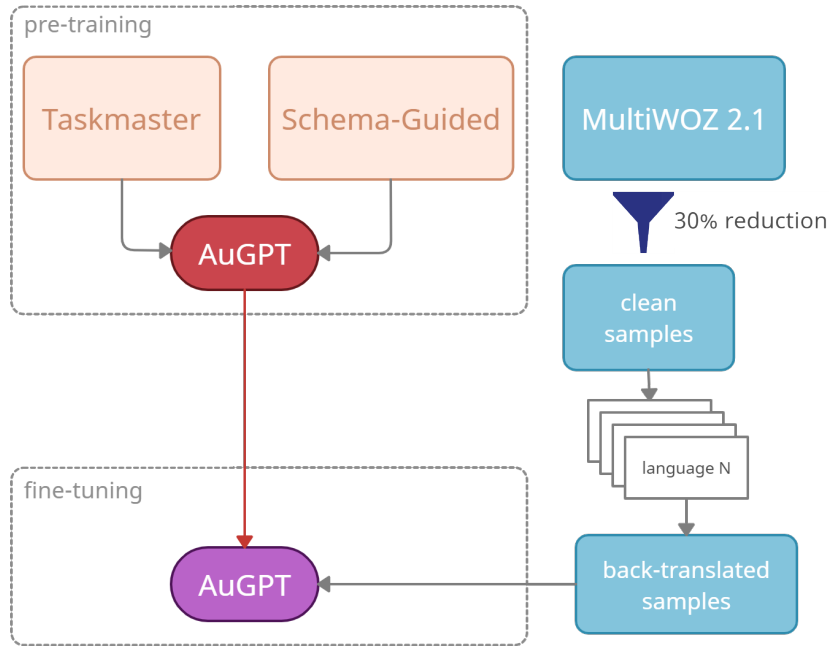 pre-training
Taskmaster
Schema-Guided
MultiWOZ 2.1
30% reduction
AuGPT
clean
samples
language N
fine-tuning
AuGPT
back-translated
samples